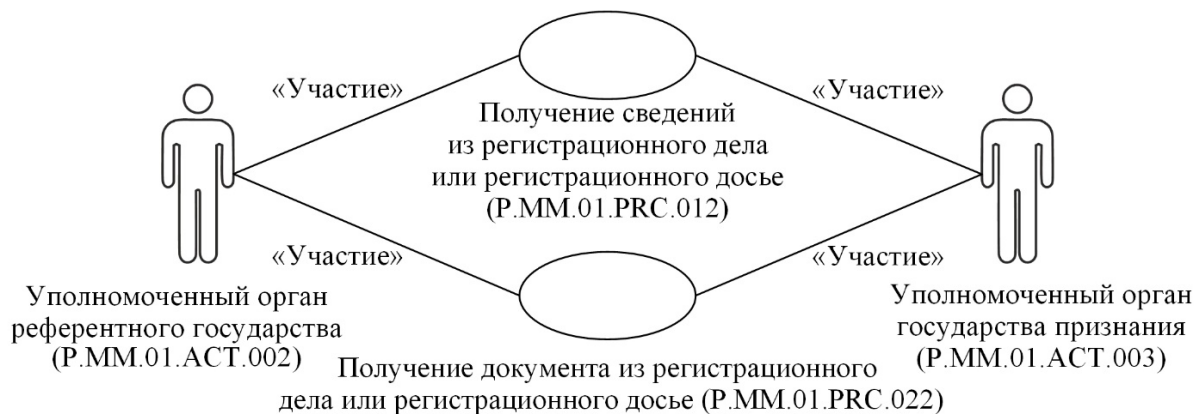 «Участие»
«Участие»
Получение сведений
из регистрационного дела
или регистрационного досье
(P.MM.01.PRC.012)
«Участие»
«Участие»
Уполномоченный орган
референтного государства
(P.MM.01.ACT.002)
Уполномоченный орган
государства признания
(P.MM.01.ACT.003)
Получение документа из регистрационного
дела или регистрационного досье (P.MM.01.PRC.022)